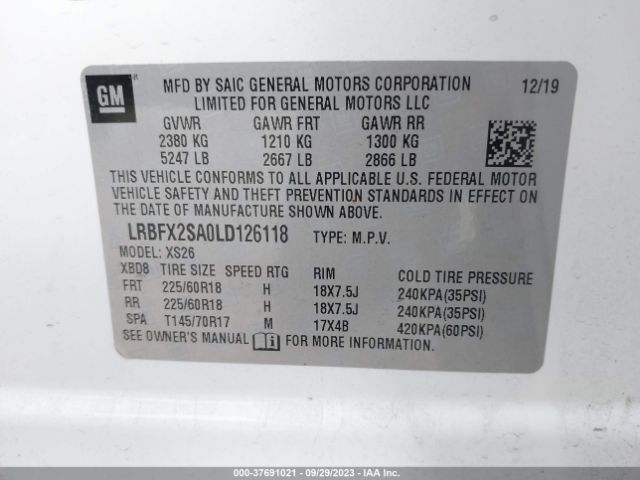 GM
MFD BY SAIC GENERAL MOTORS CORPORATION 12/19
LIMITED FOR GENERAL MOTORS LLC
GVWR GAWR FRT GAWR RR
2380 KG 1210 KG 1300 KG
5247 LB 2667 LB 2866 LB
THIS VEHICLE CONFORMS TO ALL APPLICABLE U.S. FEDERAL MOTOR
VEHICLE SAFETY AND THEFT PREVENTION STANDARDS IN EFFECT ON
THE DATE OF MANUFACTURE SHOWN ABOVE.
LRBFX2SA0LD126118 TYPE: M.P.V.
MODEL: XS26
XBD8 TIRE SIZE SPEED RTG RIM COLD TIRE PRESSURE
FRT 225/60R18 H 18X7.5J 240KPA(35PSI)
RR 225/60R18 H 18X7.5J 240KPA(35PSI)
SPA T145/70R17 M 17X4B 420KPA(60PSI)
SEE OWNER'S MANUAL FOR MORE INFORMATION.
000-37691021 - 09/29/2023 - IAAI.COM